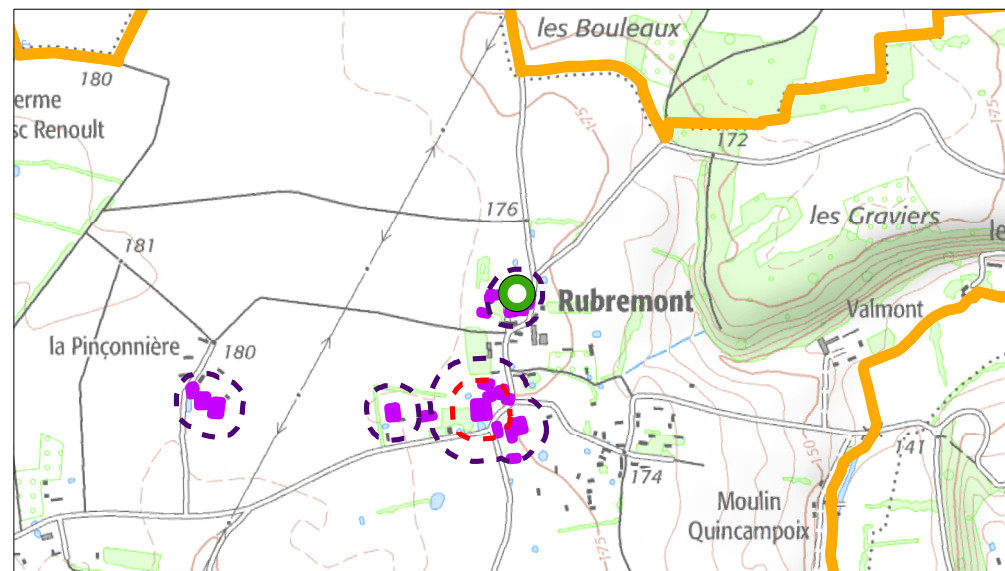 les Bouleaux
180
erme
sc Renoult
175
175
172
176
les Graviers
le
181
Rubremont
Valmont
la Pinçonnière
180
150
141
174
Moulin
Quincampoix
175